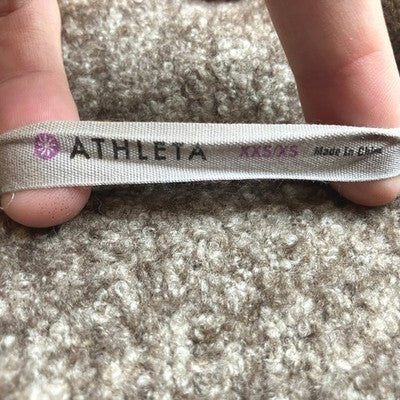 ATHLETA XXS/XS Made In China